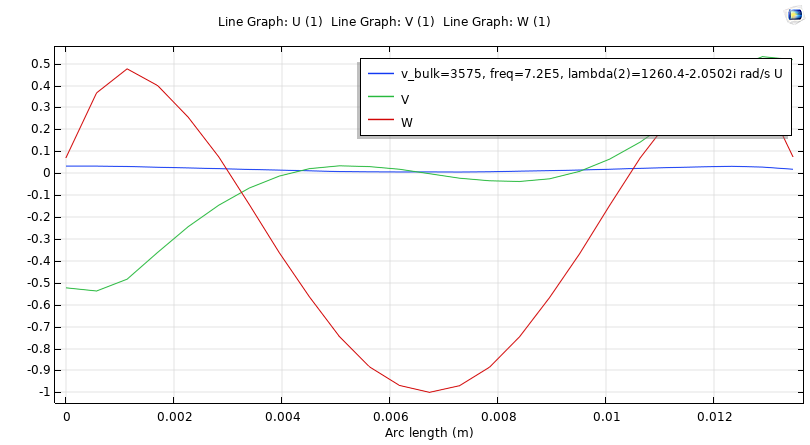 Line Graph: U (1) Line Graph: V (1) Line Graph: W (1)
v_bulk=3575, freq=7.2E5, lambda(2)=1260.4-2.0502i rad/s U
V
W
0.5
0.4
0.3
0.2
0.1
0
-0.1
-0.2
-0.3
-0.4
-0.5
-0.6
-0.7
-0.8
-0.9
-1
0 0.002 0.004 0.006 0.008 0.01 0.012
Arc length (m)